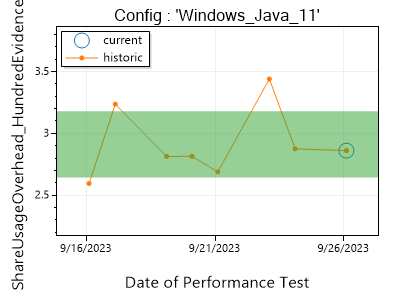 Config : 'Windows_Java_11'
current
historic
ShareUsageOverhead_HundredEvidence
3.5
3
2.5
9/16/2023
9/21/2023
9/26/2023
Date of Performance Test